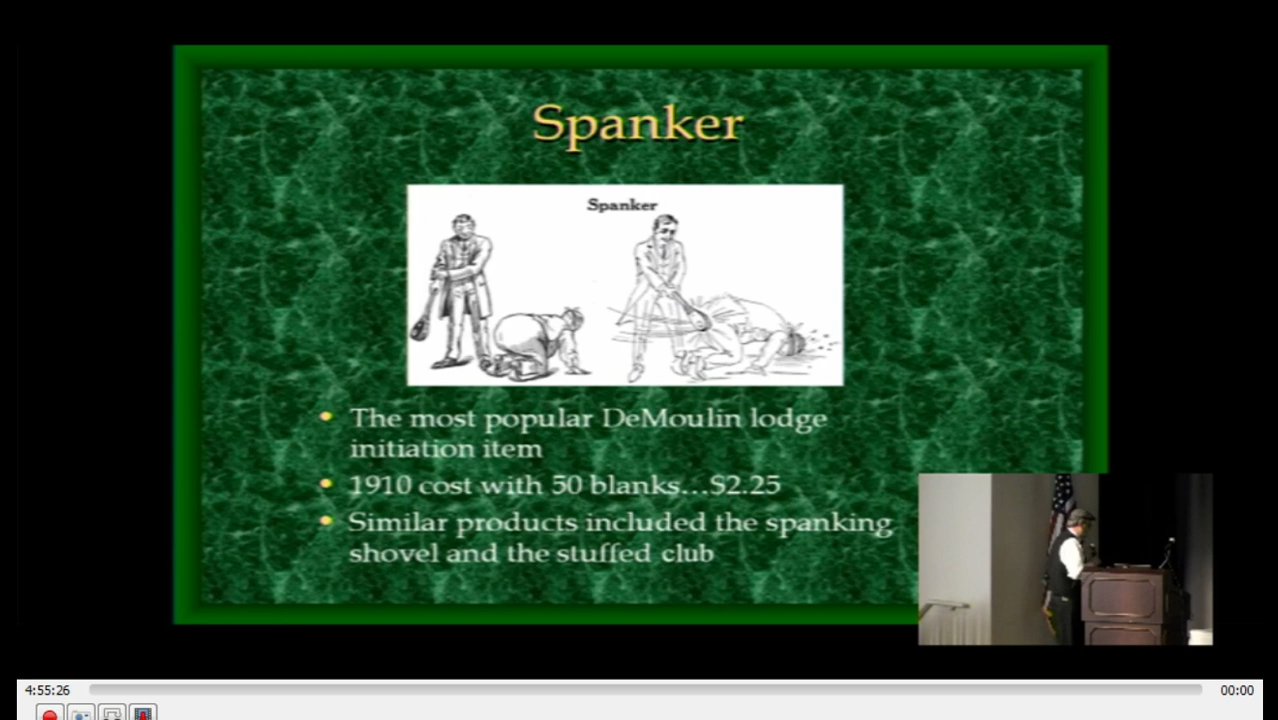 Spanker
Spanker
• The most popular DeMoulin lodge
initiation item
• 1910 cost with 50 blanks...$2.25
• Similar products included the spanking
shovel and the stuffed club
4:55:26
00:00